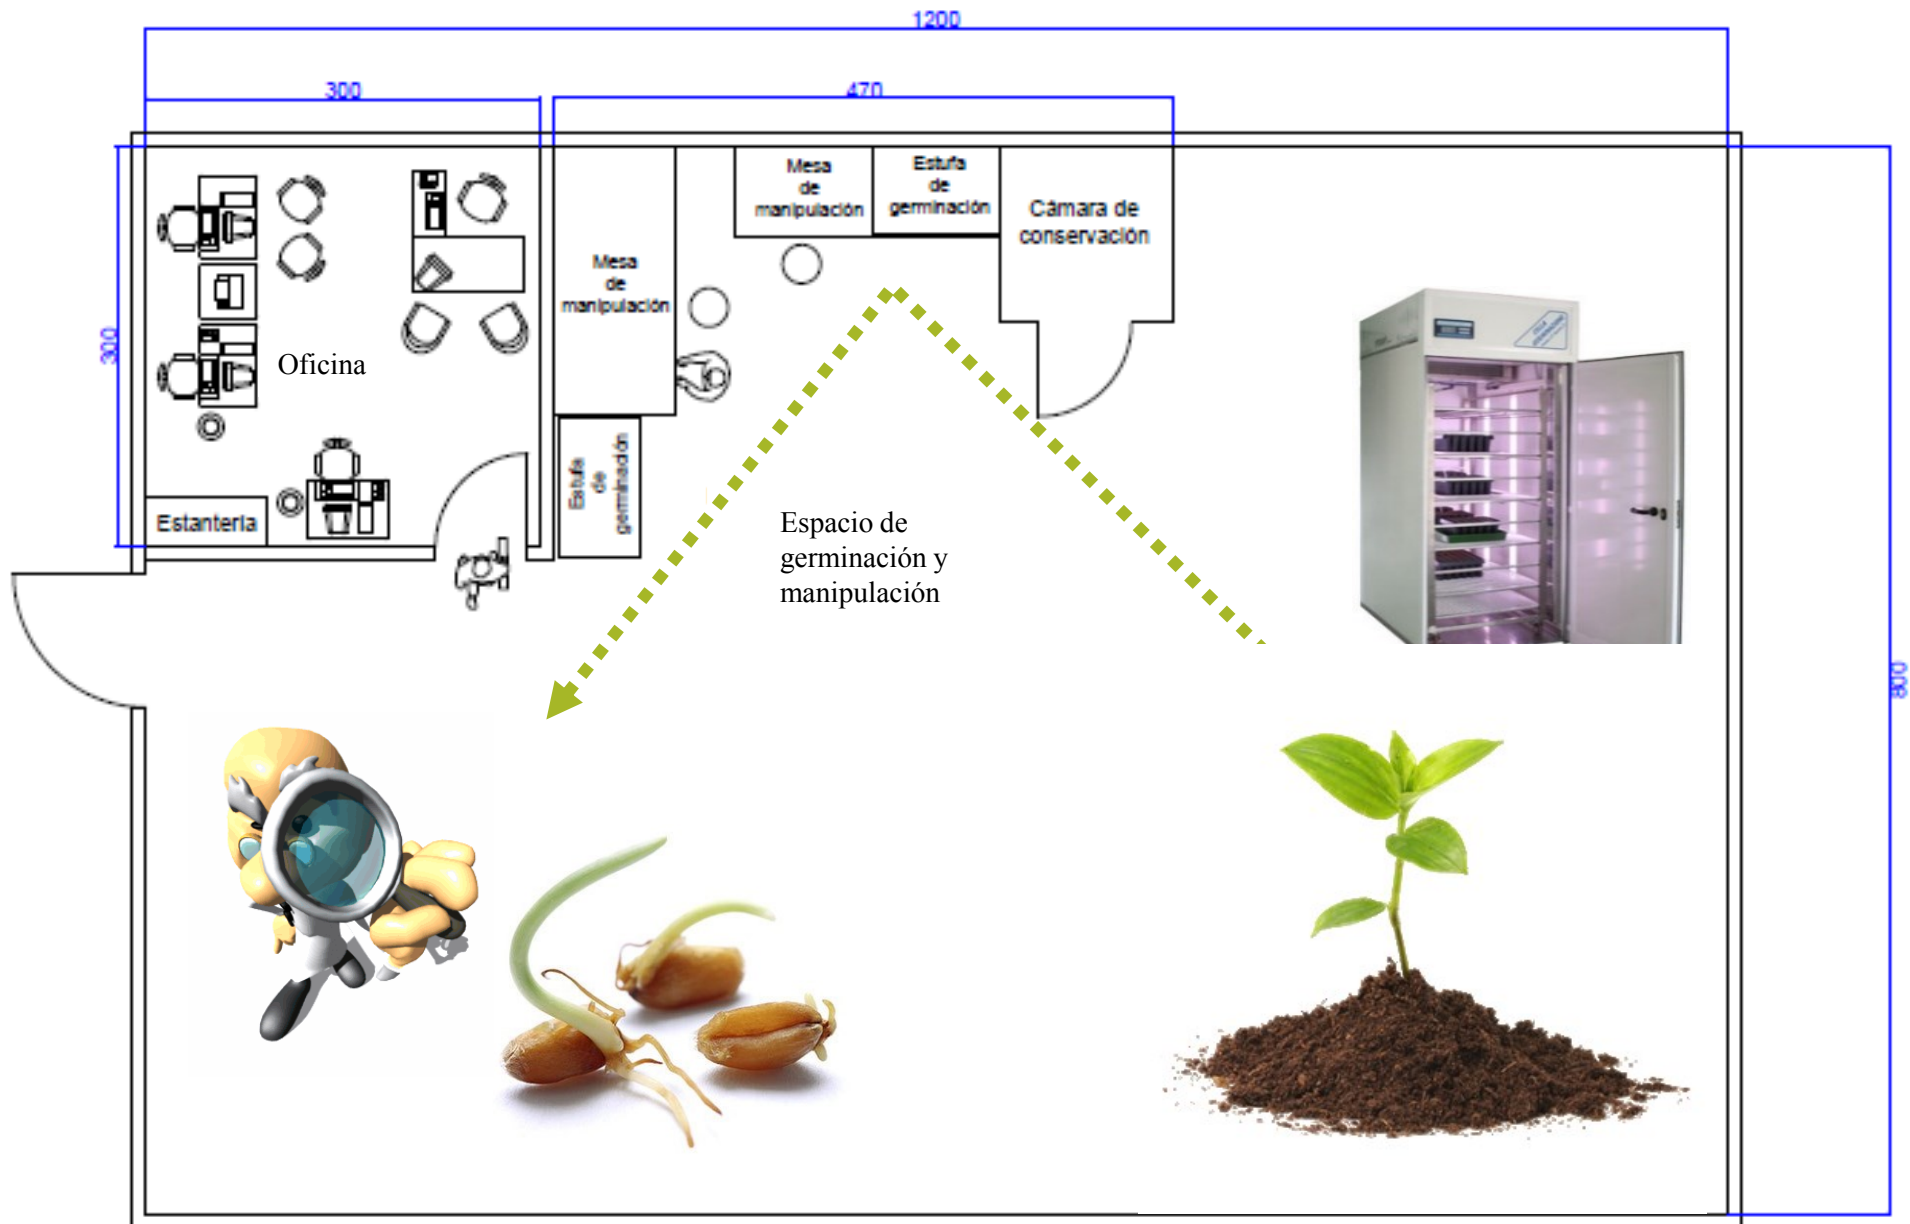 1200
300
470
Mesa
de
manipulación
Estufa
de
germinación
Cámara de
conservación
Mesa
de
manipulación
300
Oficina
Estufa
de
germinación
Estantería
Espacio de
germinación y
manipulación
800